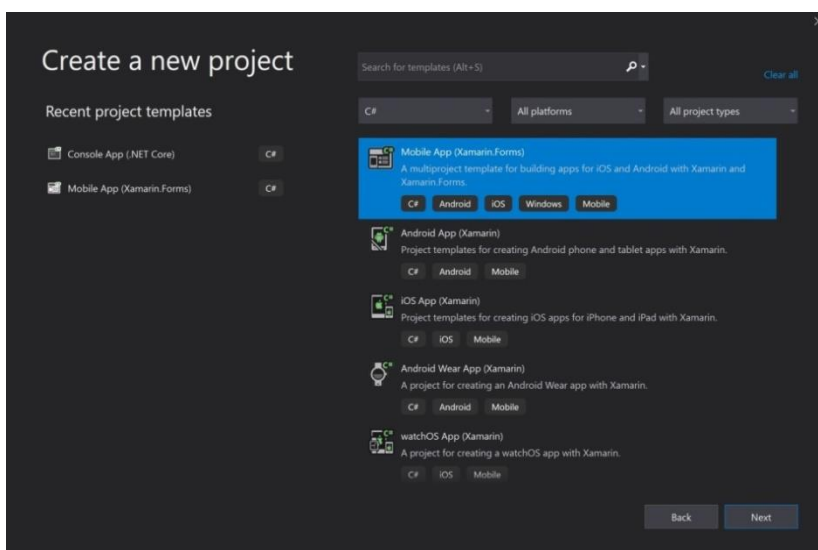 Create a new project
Search for templates (Alt+S)
Clear all
Recent project templates
C# All platforms All project types
Console App (.NET Core) C#
Mobile App (Xamarin.Forms) C#
Mobile App (Xamarin.Forms)
A multiproject template for building apps for iOS and Android with Xamarin and
Xamarin.Forms.
C# Android iOS Windows Mobile
Android App (Xamarin)
Project templates for creating Android phone and tablet apps with Xamarin.
C# Android Mobile
iOS App (Xamarin)
Project templates for creating iOS apps for iPhone and iPad with Xamarin.
C# iOS Mobile
Android Wear App (Xamarin)
A project for creating an Android Wear app with Xamarin.
C# Android Mobile
watchOS App (Xamarin)
A project for creating a watchOS app with Xamarin.
C# iOS Mobile
Back Next